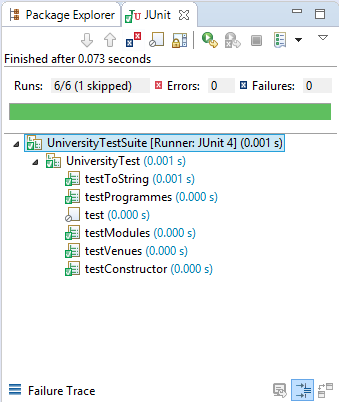 Package Explorer JUnit
Finished after 0.073 seconds
Runs: 6/6 (1 skipped) Errors: 0 Failures: 0
UniversityTestSuite [Runner: JUnit 4] (0.001 s)
UniversityTest (0.001 s)
testToString (0.001 s)
testProgrammes (0.000 s)
test (0.000 s)
testModules (0.000 s)
testVenues (0.000 s)
testConstructor (0.000 s)
Failure Trace